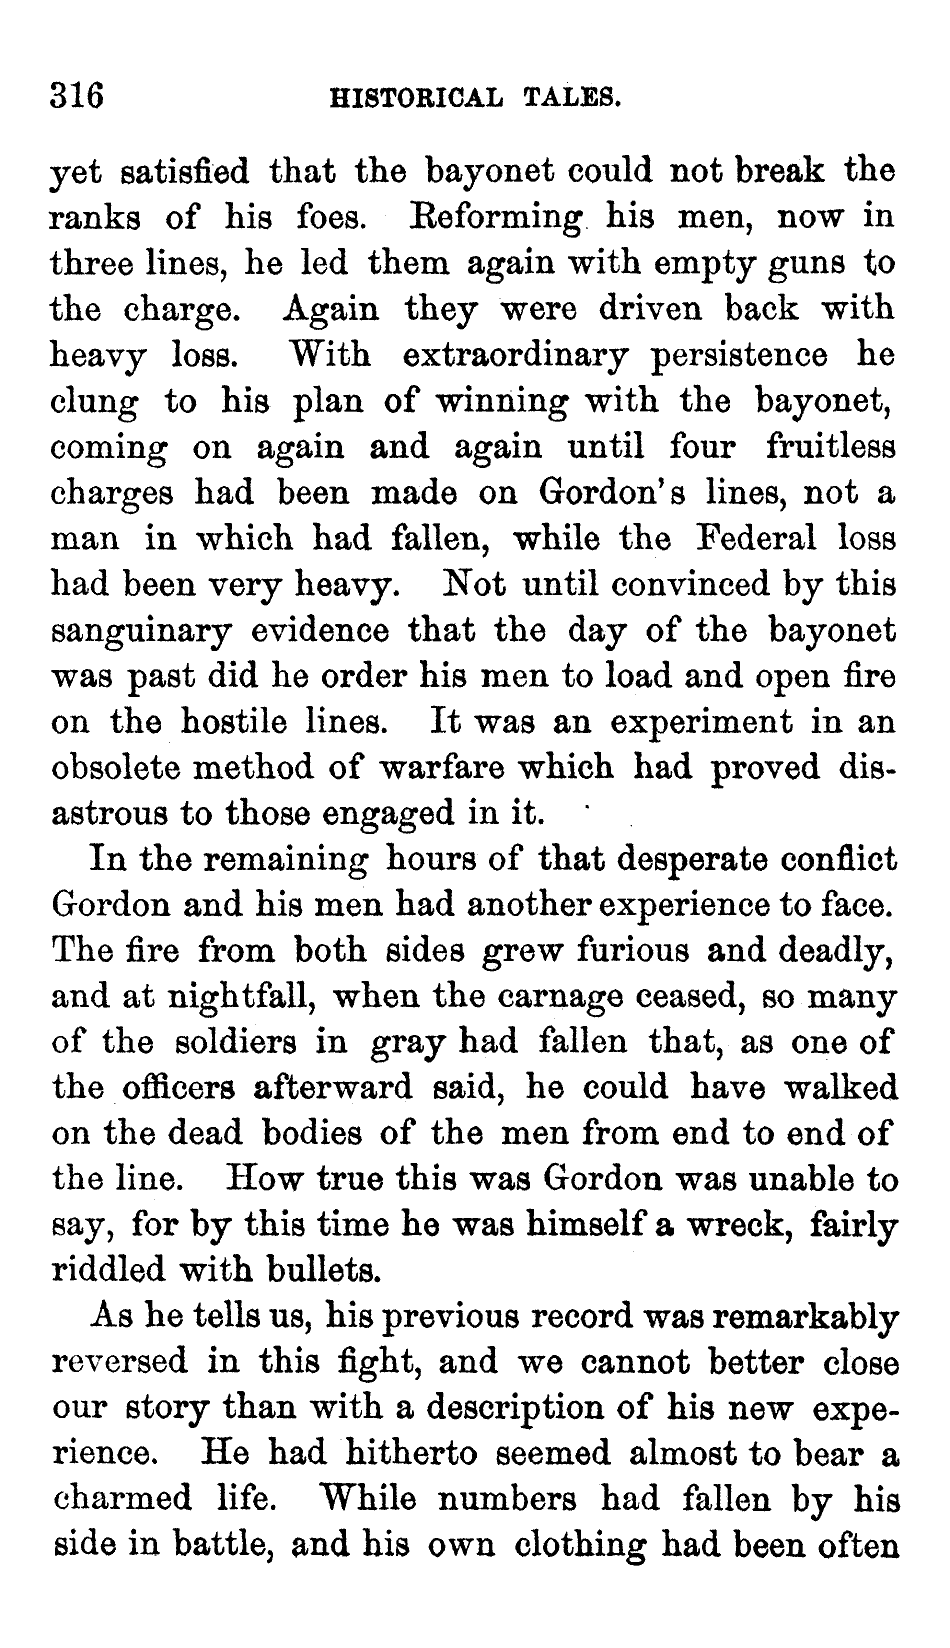 316 HISTORICAL TALES.
yet satisfied that the bayonet could not break the
ranks of his foes. Reforming his men, now in
three lines, he led them again with empty guns to
the charge. Again they were driven back with
heavy loss. With extraordinary persistence he
clung to his plan of winning with the bayonet,
coming on again and again until four fruitless
charges had been made on Gordon's lines, not a
man in which had fallen, while the Federal loss
had been very heavy. Not until convinced by this
sanguinary evidence that the day of the bayonet
was past did he order his men to load and open fire
on the hostile lines. It was an experiment in an
obsolete method of warfare which had proved dis-
astrous to those engaged in it.
In the remaining hours of that desperate conflict
Gordon and his men had another experience to face.
The fire from both sides grew furious and deadly,
and at nightfall, when the carnage ceased, so many
of the soldiers in gray had fallen that, as one of
the officers afterward said, he could have walked
on the dead bodies of the men from end to end of
the line. How true this was Gordon was unable to
say, for by this time he was himself a wreck, fairly
riddled with bullets.
As he tells us, his previous record was remarkably
reversed in this fight, and we cannot better close
our story than with a description of his new expe-
rience. He had hitherto seemed almost to bear a
charmed life. While numbers had fallen by his
side in battle, and his own clothing had been often